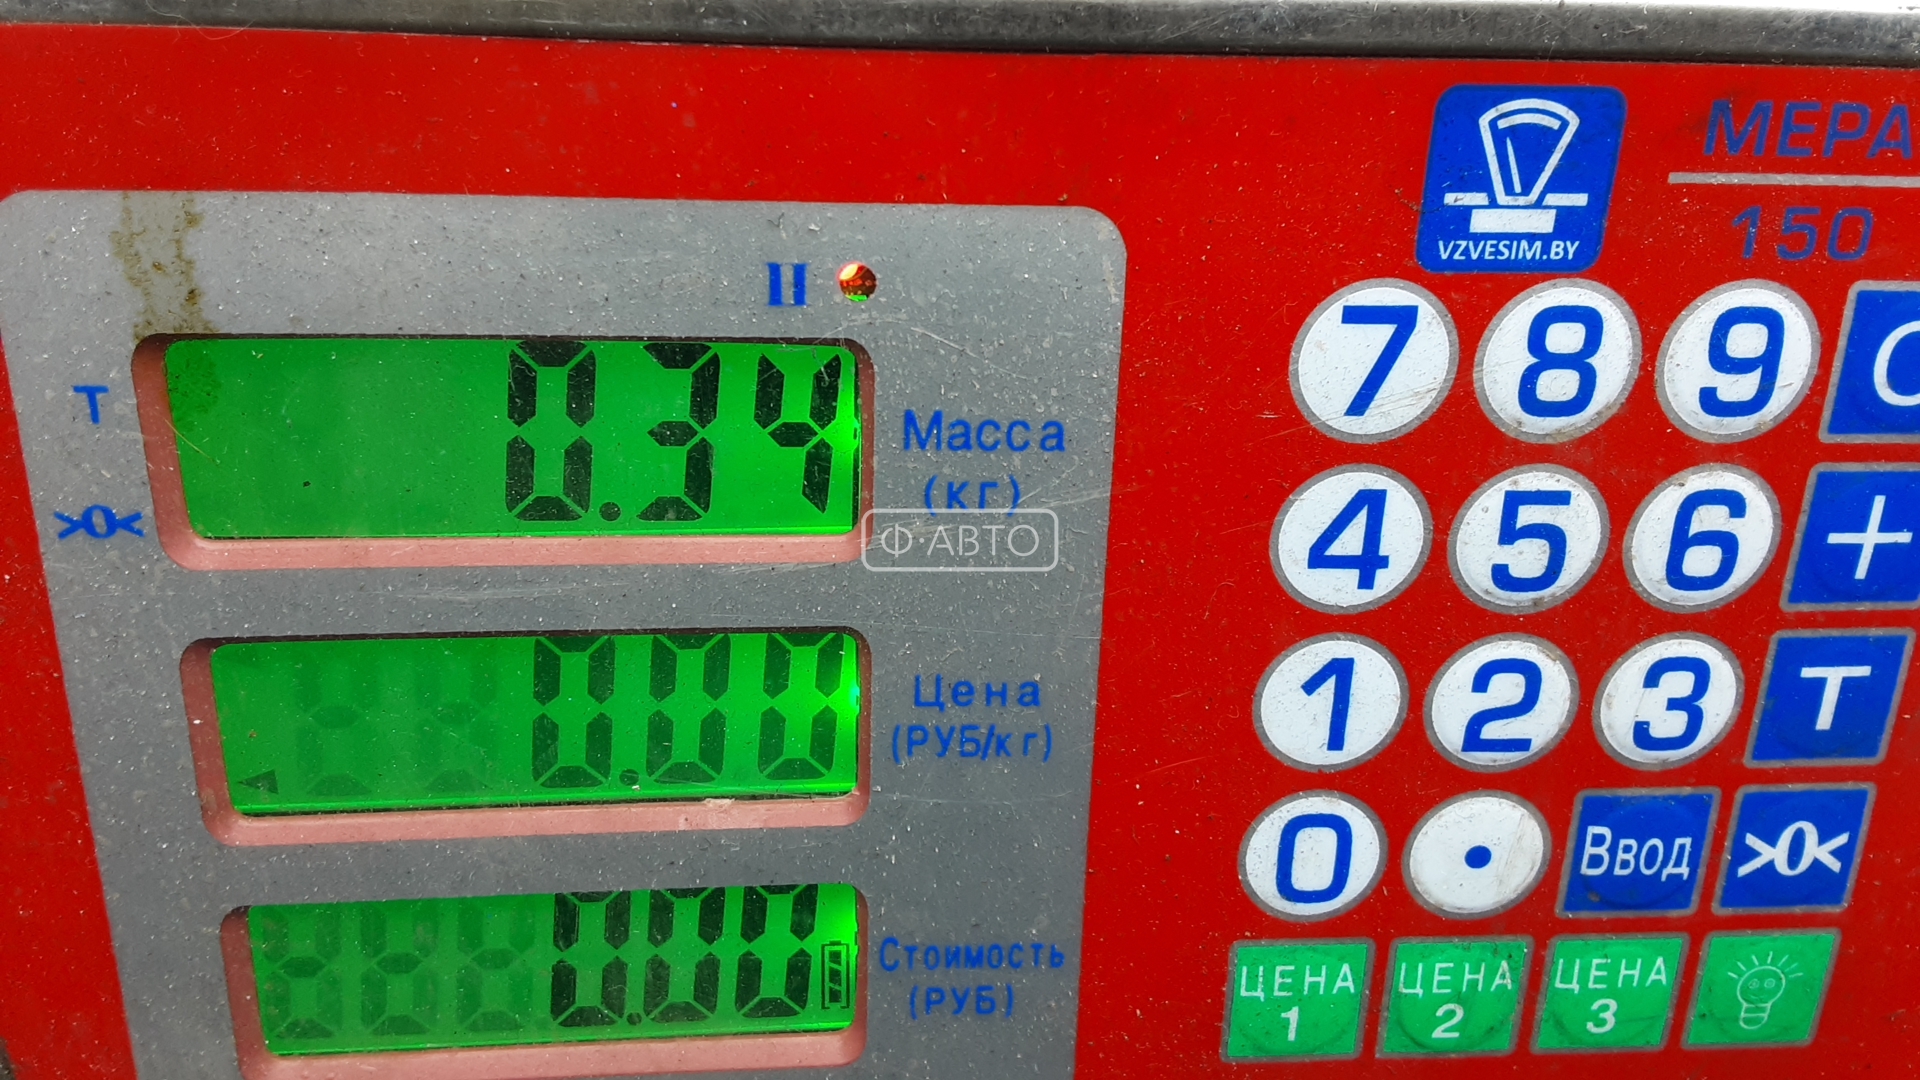 VZVESIM.BY
МЕРА
150
II
0.34
T
>0<
Масса
(кг)
Ф·АВТО
0.00
Цена
(РУБ/кг)
0.00
Стоимость
(РУБ)
7 8 9 C
4 5 6 +
1 2 3 T
0 . Ввод >0<
ЦЕНА 1
ЦЕНА 2
ЦЕНА 3